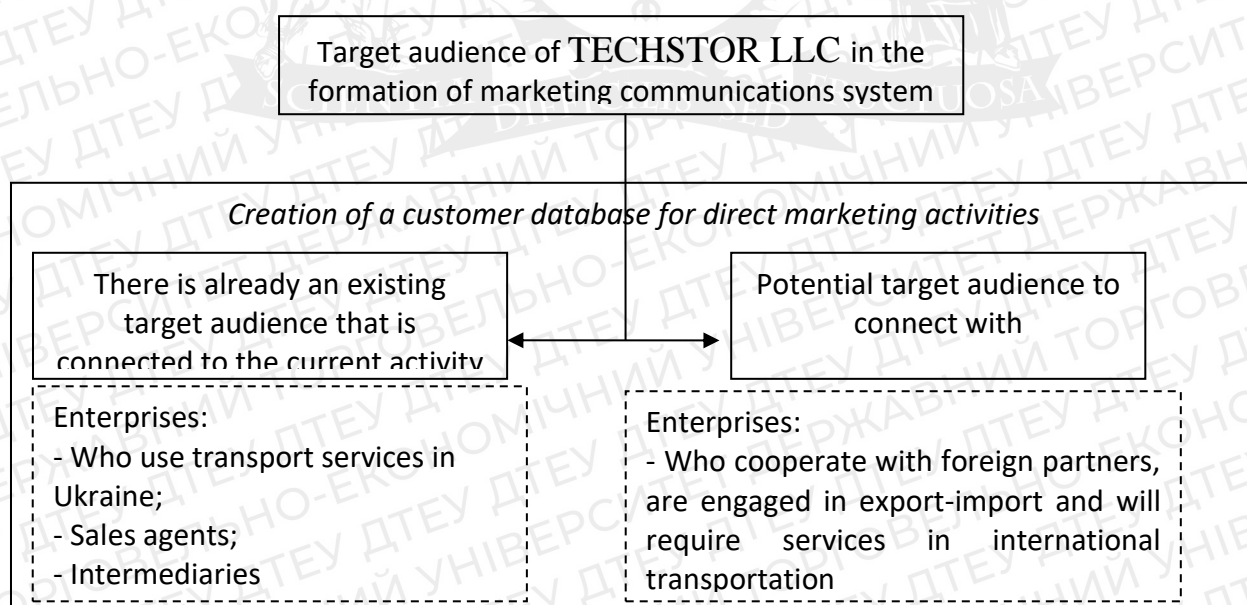 Target audience of TECHSTOR LLC in the
formation of marketing communications system
Creation of a customer database for direct marketing activities
There is already an existing
target audience that is
connected to the current activity
Potential target audience to
connect with
Enterprises:
- Who use transport services in
Ukraine;
- Sales agents;
- Intermediaries
Enterprises:
- Who cooperate with foreign partners,
are engaged in export-import and will
require services in international
transportation